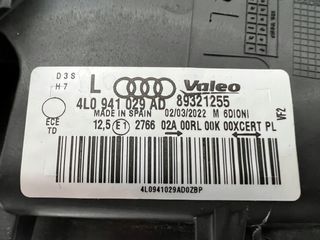 D3S
H7
L Valeo
4L0 941 029 AD 89321255
MADE IN SPAIN 02/03/2022 M 6DIONI
ECE
TD
12,5 E1 2766 02A 00RL 00K 00XCERT PL
VF2
4L0941029AD0ZBP